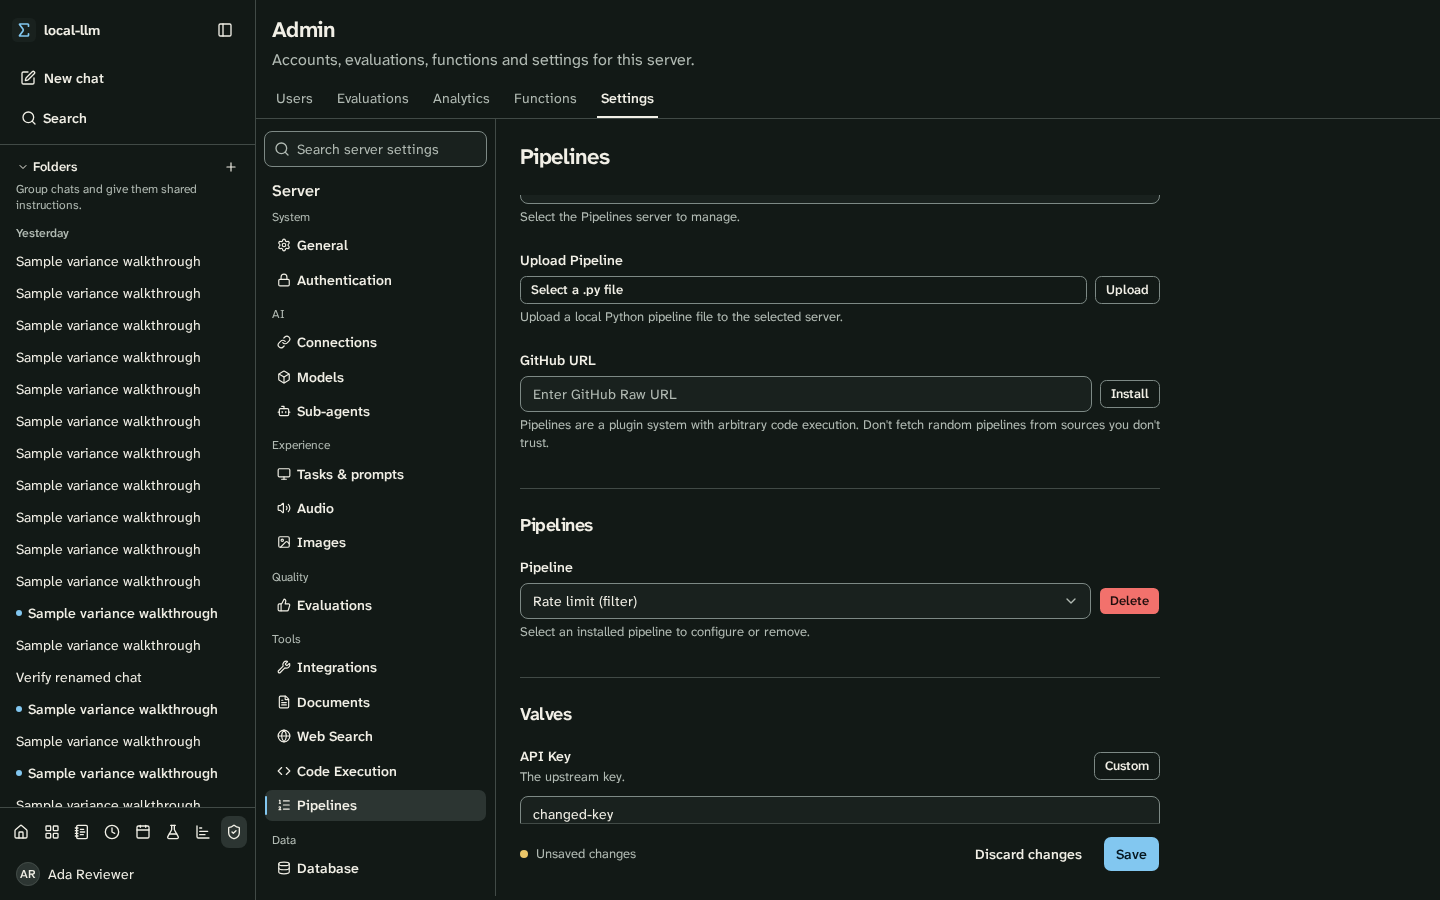 local-llm
New chat
Search
Folders
Group chats and give them shared
instructions.
Yesterday
Sample variance walkthrough
Sample variance walkthrough
Sample variance walkthrough
Sample variance walkthrough
Sample variance walkthrough
Sample variance walkthrough
Sample variance walkthrough
Sample variance walkthrough
Sample variance walkthrough
Sample variance walkthrough
Sample variance walkthrough
Sample variance walkthrough
Sample variance walkthrough
Verify renamed chat
Sample variance walkthrough
Sample variance walkthrough
Sample variance walkthrough
Sample variance walkthrough
AR
Ada Reviewer
Admin
Accounts, evaluations, functions and settings for this server.
Users
Evaluations
Analytics
Functions
Settings
Search server settings
Server
System
General
Authentication
AI
Connections
Models
Sub-agents
Experience
Tasks & prompts
Audio
Images
Quality
Evaluations
Tools
Integrations
Documents
Web Search
Code Execution
Pipelines
Data
Database
Pipelines
Select the Pipelines server to manage.
Upload Pipeline
Select a .py file
Upload
Upload a local Python pipeline file to the selected server.
GitHub URL
Enter GitHub Raw URL
Install
Pipelines are a plugin system with arbitrary code execution. Don't fetch random pipelines from sources you don't
trust.
Pipelines
Pipeline
Rate limit (filter)
Delete
Select an installed pipeline to configure or remove.
Valves
API Key
The upstream key.
Custom
changed-key
Unsaved changes
Discard changes
Save